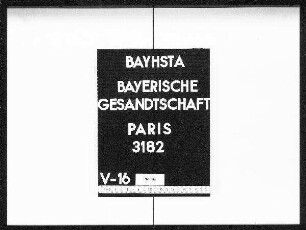 BAYHSTA
BAYERISCHE
GESANDTSCHAFT
PARIS
3182
V-16